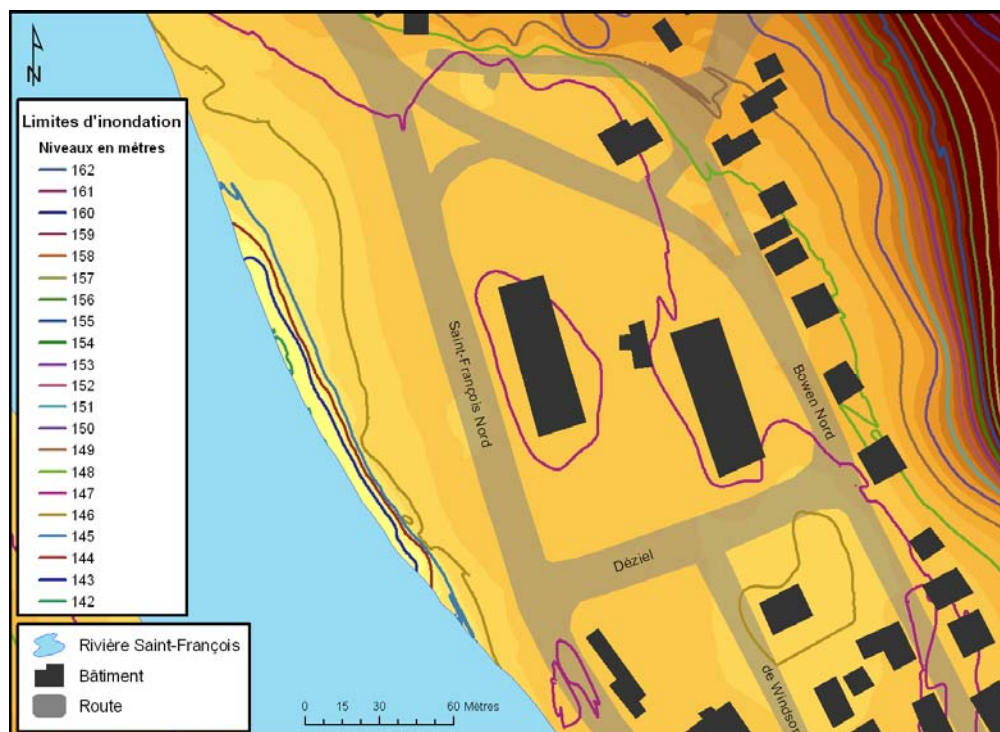 N
Limites d'inondation
Niveaux en mètres
162
161
160
159
158
157
156
155
154
153
152
151
150
149
148
147
146
145
144
143
142
Rivière Saint-François
Bâtiment
Route
0 15 30 60 Mètres
Saint-François Nord
Bowen Nord
Déziel
de Windsor